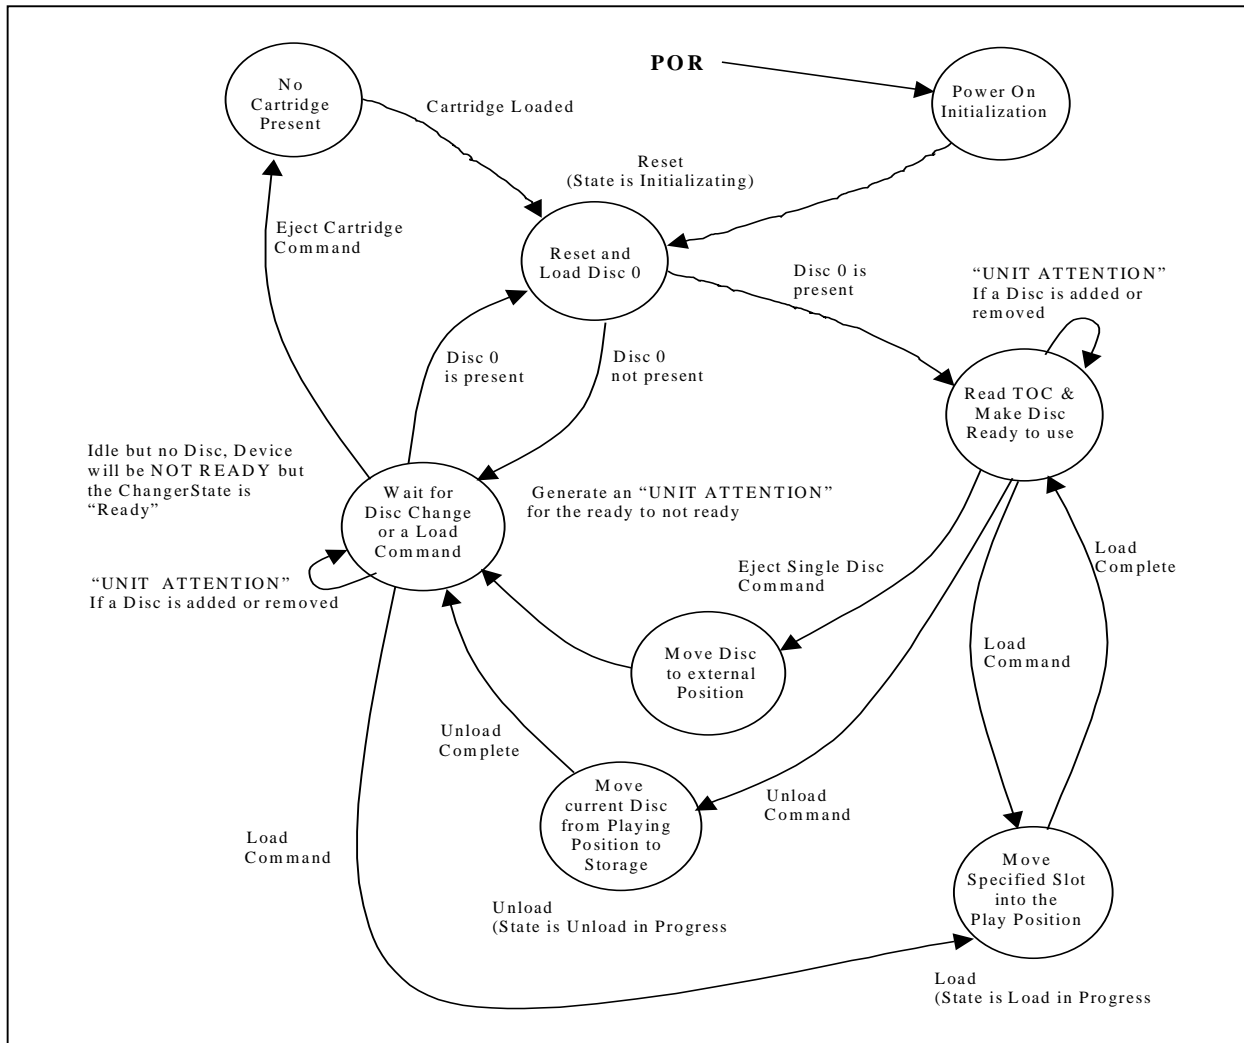 No
Cartridge
Present
POR
Power On
Initialization
Cartridge Loaded
Reset
(State is Initializating)
Eject Cartridge
Command
Reset and
Load Disc 0
Disc 0 is
present
“UNIT ATTENTION”
If a Disc is added or
removed
Disc 0
is present
Disc 0
not present
Read TOC &
Make Disc
Ready to use
Idle but no Disc, Device
will be NOT READY but
the ChangerState is
“Ready”
Wait for
Disc Change
or a Load
Command
Generate an “UNIT ATTENTION”
for the ready to not ready
“UNIT ATTENTION”
If a Disc is added or removed
Eject Single Disc
Command
Load
Complete
Move Disc
to external
Position
Load
Command
Unload
Complete
Move
current Disc
from Playing
Position to
Storage
Unload
Command
Load
Command
Move
Specified Slot
into the
Play Position
Unload
(State is Unload in Progress
Load
(State is Load in Progress